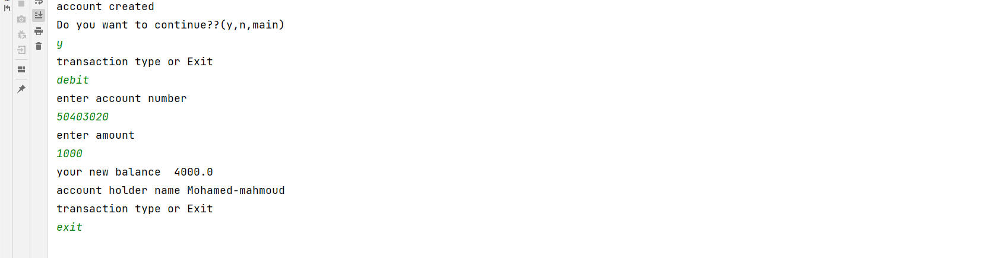 account created
Do you want to continue??(y,n,main)
y
transaction type or Exit
debit
enter account number
50403020
enter amount
1000
your new balance  4000.0
account holder name Mohamed-mahmoud
transaction type or Exit
exit